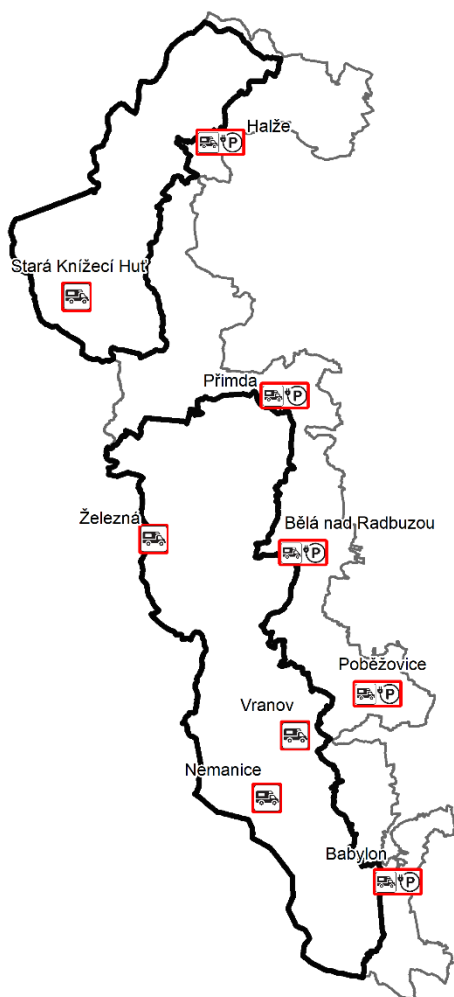 Halže
P
Stará Knížecí Huť
Přimda
P
Železná
Bělá nad Radbuzou
P
Poběžovice
P
Vranov
Nemanice
Babylon
P